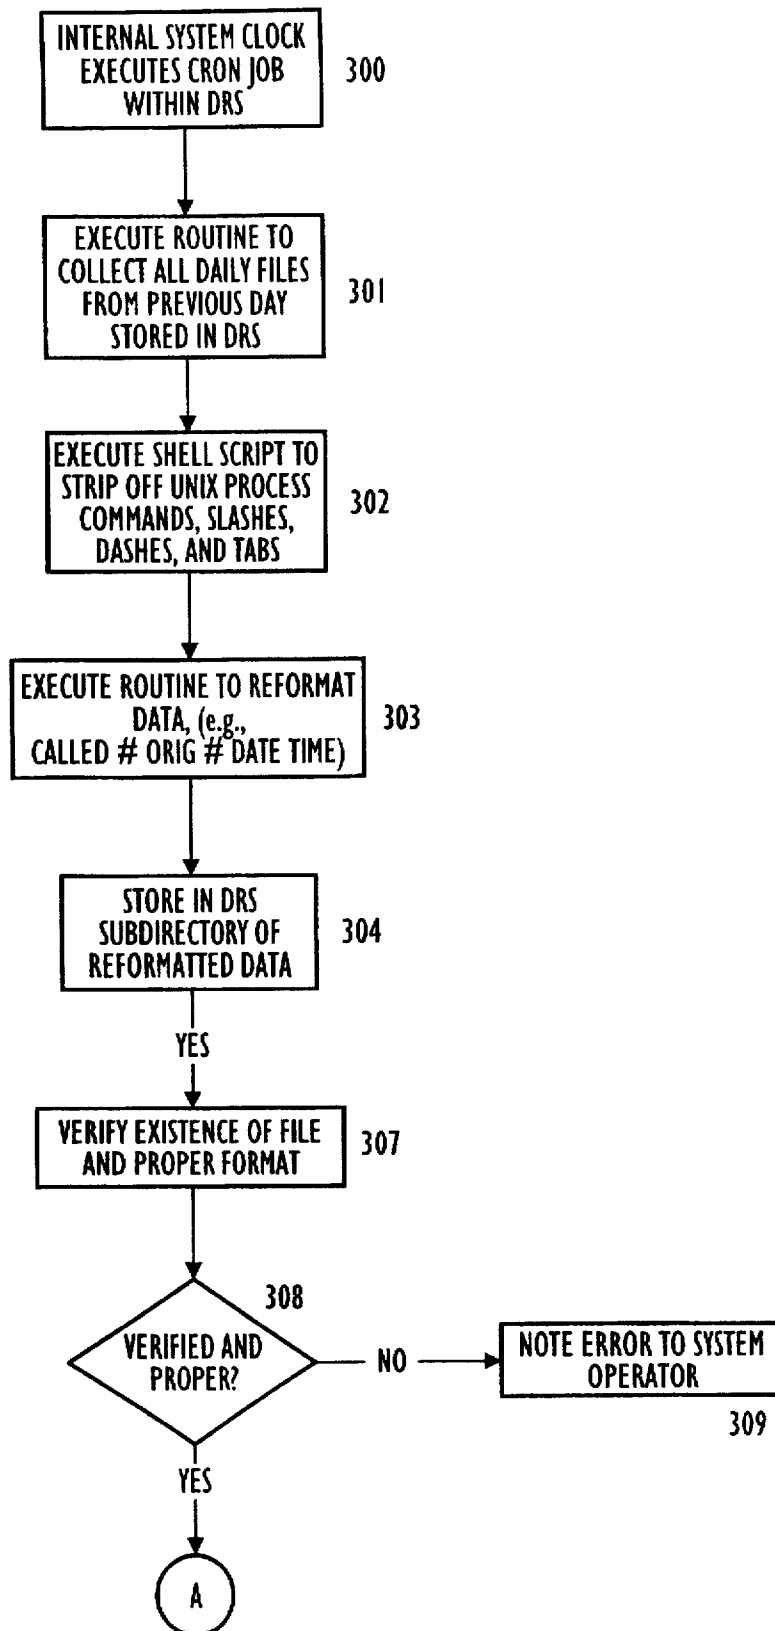 INTERNAL SYSTEM CLOCK
EXECUTES CRON JOB
WITHIN DRS
300
EXECUTE ROUTINE TO
COLLECT ALL DAILY FILES
FROM PREVIOUS DAY
STORED IN DRS
301
EXECUTE SHELL SCRIPT TO
STRIP OFF UNIX PROCESS
COMMANDS, SLASHES,
DASHES, AND TABS
302
EXECUTE ROUTINE TO REFORMAT
DATA, (e.g.,
CALLED # ORIG # DATE TIME)
303
STORE IN DRS
SUBDIRECTORY OF
REFORMATTED DATA
304
YES
VERIFY EXISTENCE OF FILE
AND PROPER FORMAT
307
308
VERIFIED AND
PROPER?
NO
NOTE ERROR TO SYSTEM
OPERATOR
309
YES
A